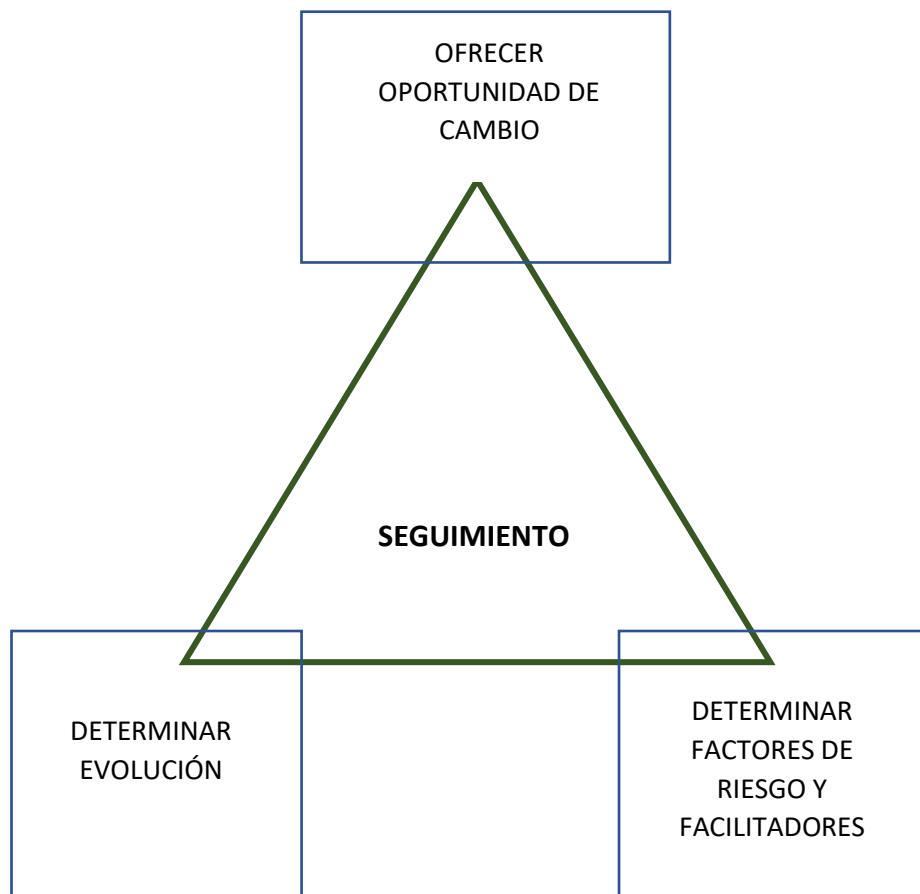 OFRECER
OPORTUNIDAD DE
CAMBIO
SEGUIMIENTO
DETERMINAR
EVOLUCIÓN
DETERMINAR
FACTORES DE
RIESGO Y
FACILITADORES